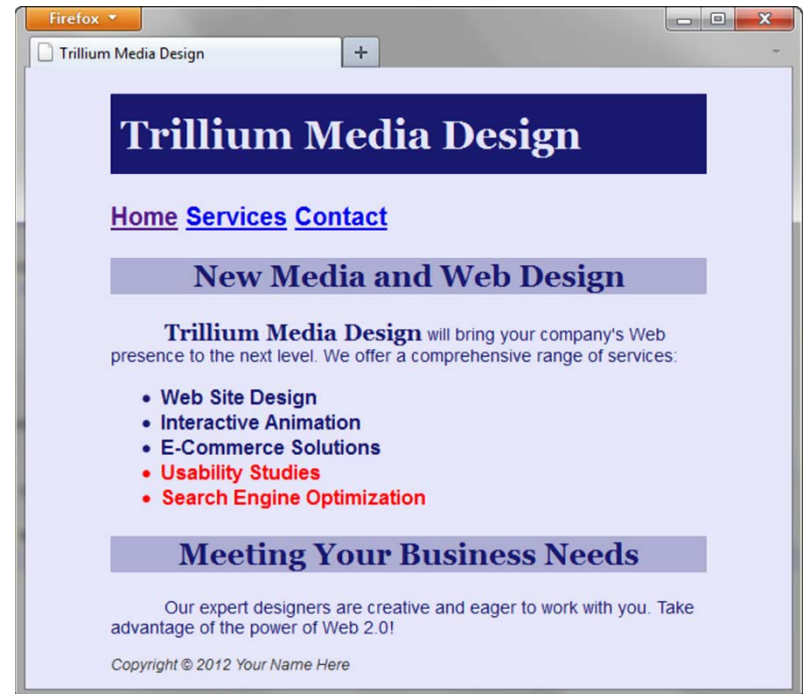 Firefox
Trillium Media Design
Trillium Media Design
Home Services Contact
New Media and Web Design
Trillium Media Design will bring your company's Web
presence to the next level. We offer a comprehensive range of services:
• Web Site Design
• Interactive Animation
• E-Commerce Solutions
• Usability Studies
• Search Engine Optimization
Meeting Your Business Needs
Our expert designers are creative and eager to work with you. Take
advantage of the power of Web 2.0!
Copyright © 2012 Your Name Here